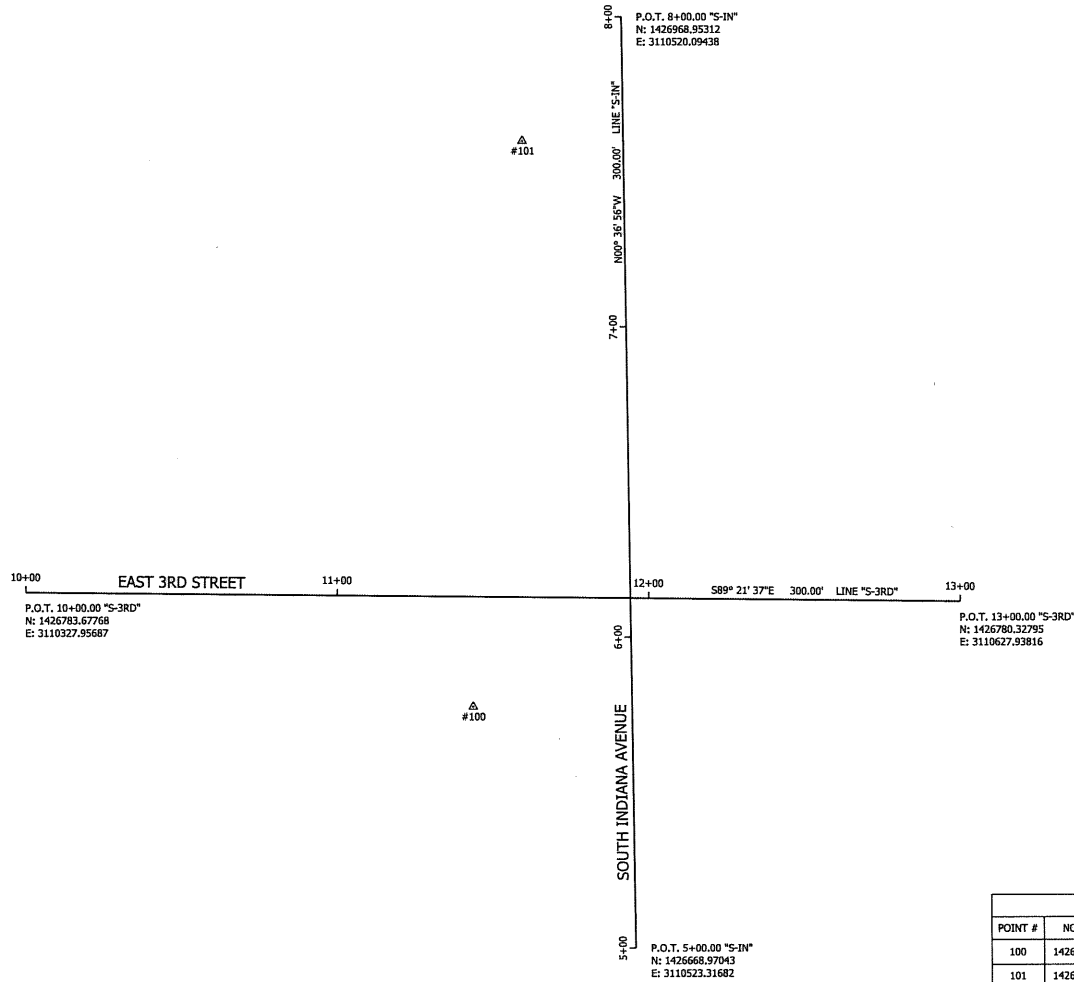 8+00
P.O.T. 8+00.00 "S-IN"
N: 1426968.95312
E: 3110520.09438
#101
N00° 36' 56"W 300.00' LINE "S-IN"
7+00
10+00
EAST 3RD STREET
11+00
12+00
S89° 21' 37"E 300.00' LINE "S-3RD"
13+00
P.O.T. 10+00.00 "S-3RD"
N: 1426783.67768
E: 3110327.95687
P.O.T. 13+00.00 "S-3RD"
N: 1426780.32795
E: 3110627.93816
6+00
#100
SOUTH INDIANA AVENUE
5+00
P.O.T. 5+00.00 "S-IN"
N: 1426668.97043
E: 3110523.31682
POINT # NO
100 1426
101 1426